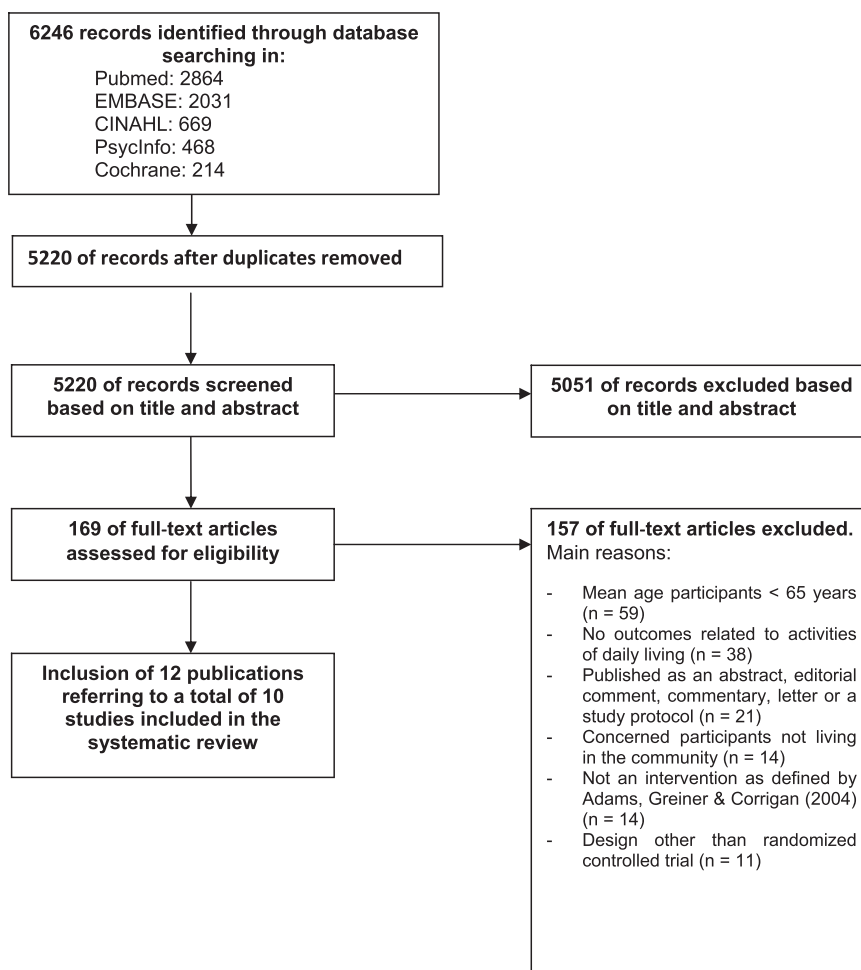 6246 records identified through database
searching in:
Pubmed: 2864
EMBASE: 2031
CINAHL: 669
PsycInfo: 468
Cochrane: 214
5220 of records after duplicates removed
5220 of records screened
based on title and abstract
5051 of records excluded based
on title and abstract
169 of full-text articles
assessed for eligibility
157 of full-text articles excluded.
Main reasons:
- Mean age participants < 65 years
(n = 59)
- No outcomes related to activities
of daily living (n = 38)
- Published as an abstract, editorial
comment, commentary, letter or a
study protocol (n = 21)
- Concerned participants not living
in the community (n = 14)
- Not an intervention as defined by
Adams, Greiner & Corrigan (2004)
(n = 14)
- Design other than randomized
controlled trial (n = 11)
Inclusion of 12 publications
referring to a total of 10
studies included in the
systematic review